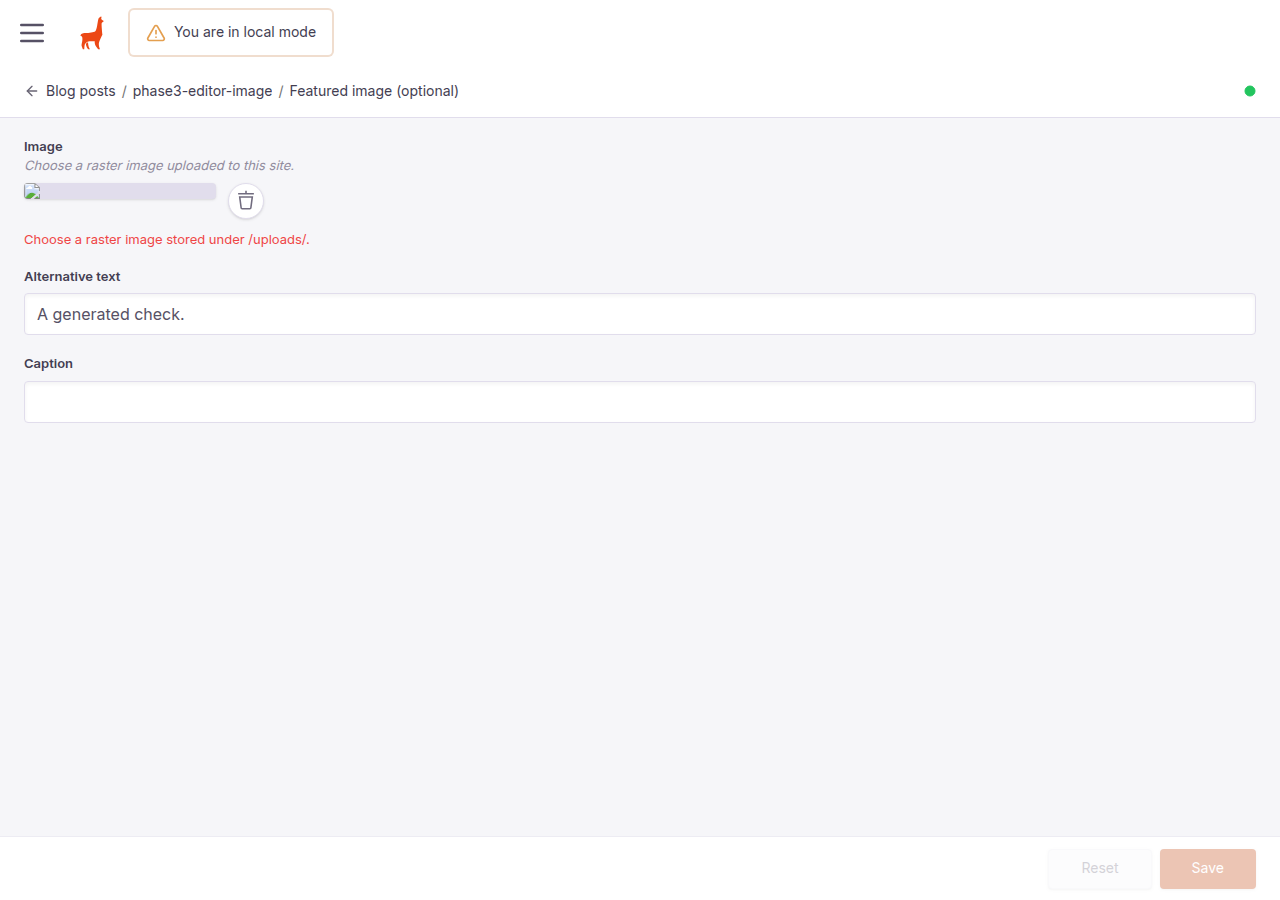 You are in local mode
Blog posts / phase3-editor-image / Featured image (optional)
Image
Choose a raster image uploaded to this site.
Choose a raster image stored under /uploads/.
Alternative text
A generated check.
Caption
Reset
Save